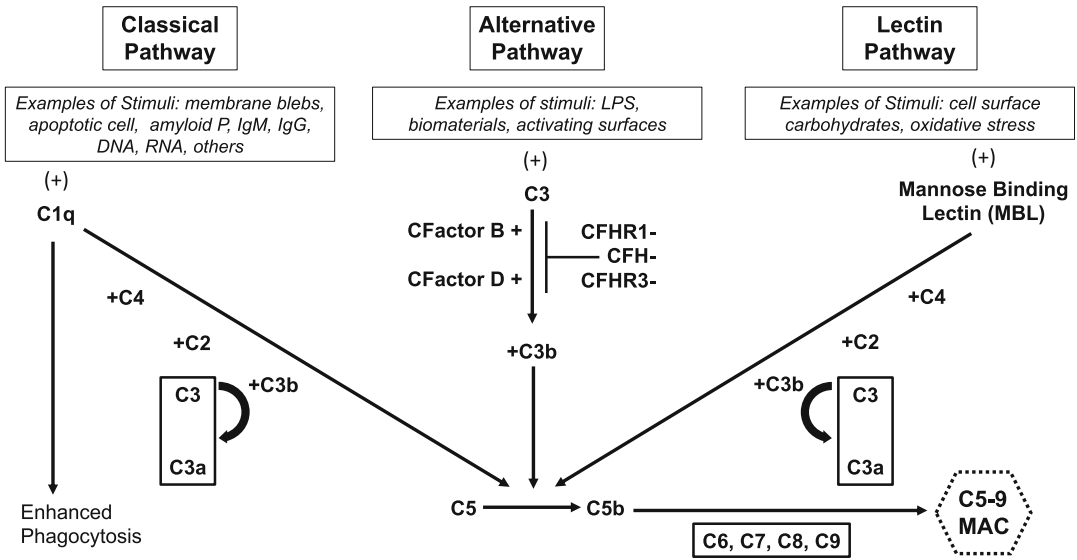 Classical
Pathway
Alternative
Pathway
Lectin
Pathway
Examples of Stimuli: membrane blebs,
apoptotic cell, amyloid P, IgM, IgG,
DNA, RNA, others
Examples of stimuli: LPS,
biomaterials, activating surfaces
Examples of Stimuli: cell surface
carbohydrates, oxidative stress
(+)
(+)
(+)
C1q
C3
Mannose Binding
Lectin (MBL)
CFactor B +
CFHR1-
CFH-
CFactor D +
CFHR3-
+C4
+C4
+C2
+C3b
+C2
C3
+C3b
C3a
+C3b
C3
C3a
Enhanced
Phagocytosis
C5
C5b
C6, C7, C8, C9
C5-9
MAC